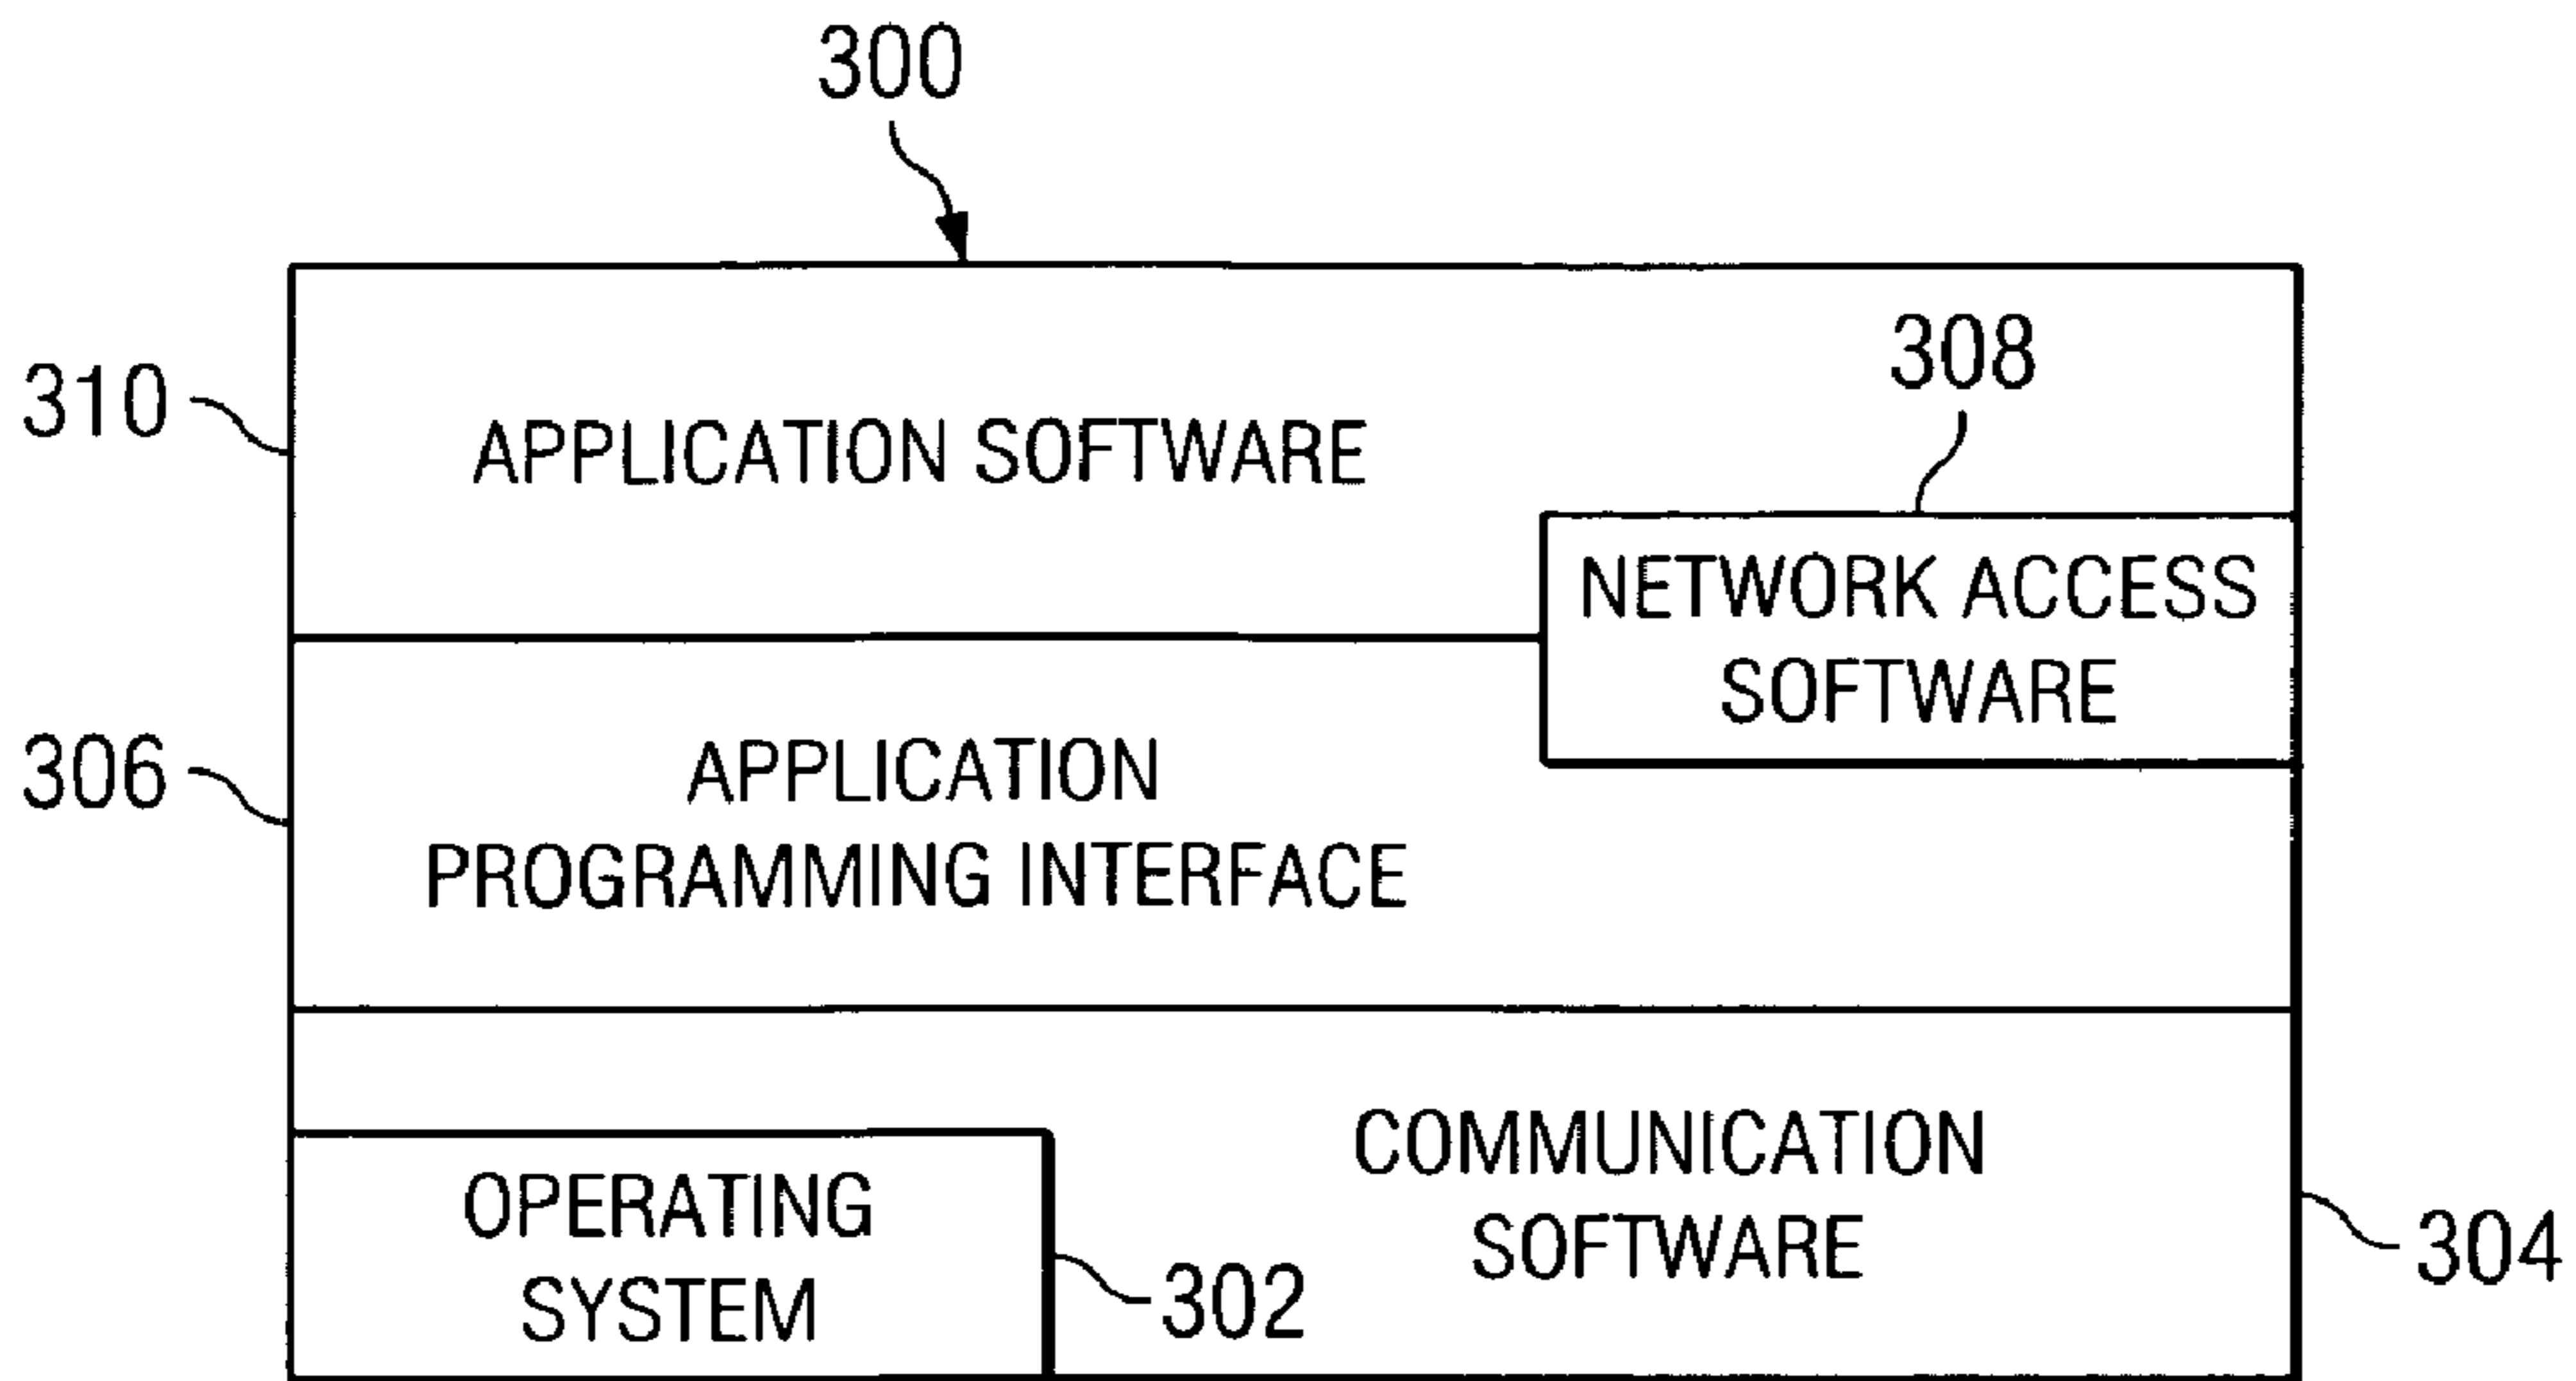 300
308
310
APPLICATION SOFTWARE
NETWORK ACCESS
SOFTWARE
306
APPLICATION
PROGRAMMING INTERFACE
COMMUNICATION
SOFTWARE
304
OPERATING
SYSTEM
302